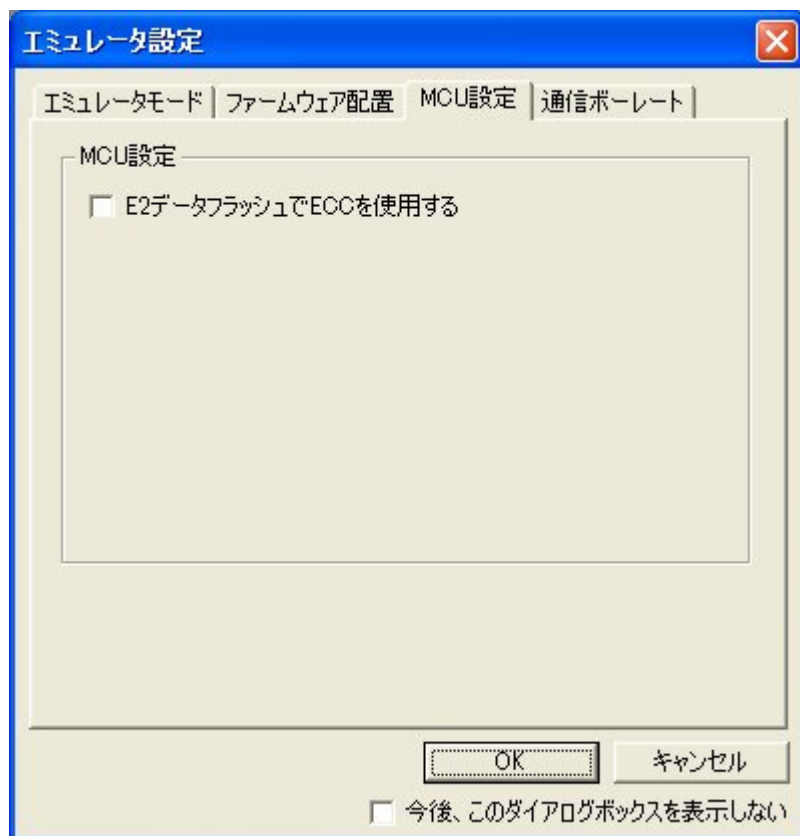 エミュレータ設定
エミュレータモード ファームウェア配置 MCU設定 通信ボーレート
MCU設定
E2データフラッシュでECCを使用する
OK キャンセル
今後、このダイアログボックスを表示しない